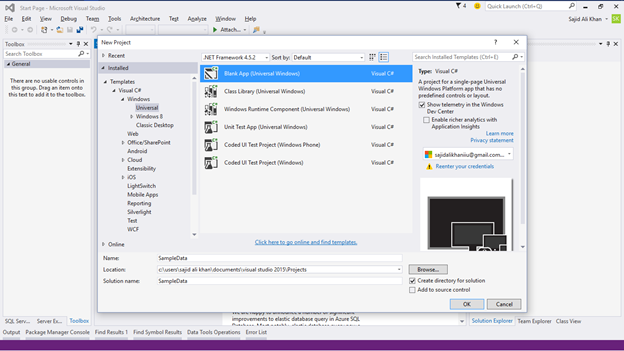 Start Page - Microsoft Visual Studio
4
Quick Launch (Ctrl+Q)
File Edit View Debug Team Tools Architecture Test Analyze Window Help
Sajid Ali Khan SK
Attach...
Toolbox
Search Toolbox
General
There are no usable controls in
this group. Drag an item onto
this text to add it to the toolbox.
New Project
Recent
Installed
.NET Framework 4.5.2 Sort by: Default
Search Installed Templates (Ctrl+E)
Templates
Visual C#
Windows
Universal
Windows 8
Classic Desktop
Web
Office/SharePoint
Android
Cloud
Extensibility
iOS
LightSwitch
Mobile Apps
Reporting
Silverlight
Test
WCF
Online
Blank App (Universal Windows) Visual C#
Class Library (Universal Windows) Visual C#
Windows Runtime Component (Universal Windows) Visual C#
Unit Test App (Universal Windows) Visual C#
Coded UI Test Project (Windows Phone) Visual C#
Coded UI Test Project (Windows) Visual C#
Click here to go online and find templates.
Type: Visual C#
A project for a single-page Universal
Windows Platform app that has no
predefined controls or layout.
Show telemetry in the Windows
Dev Center
Enable richer analytics with
Application Insights
Learn more
Privacy statement
sajidalikhaniiu@gmail.com...
Reenter your credentials
Name: SampleData
Location: c:\users\sajid ali khan\documents\visual studio 2015\Projects
Browse...
Solution name: SampleData
Create directory for solution
Add to source control
OK Cancel
improvements to elastic database query in Azure SQL
SQL Serv... Server Ex... Toolbox
Solution Explorer Team Explorer Class View
Output Package Manager Console Find Results 1 Find Symbol Results Data Tools Operations Error List